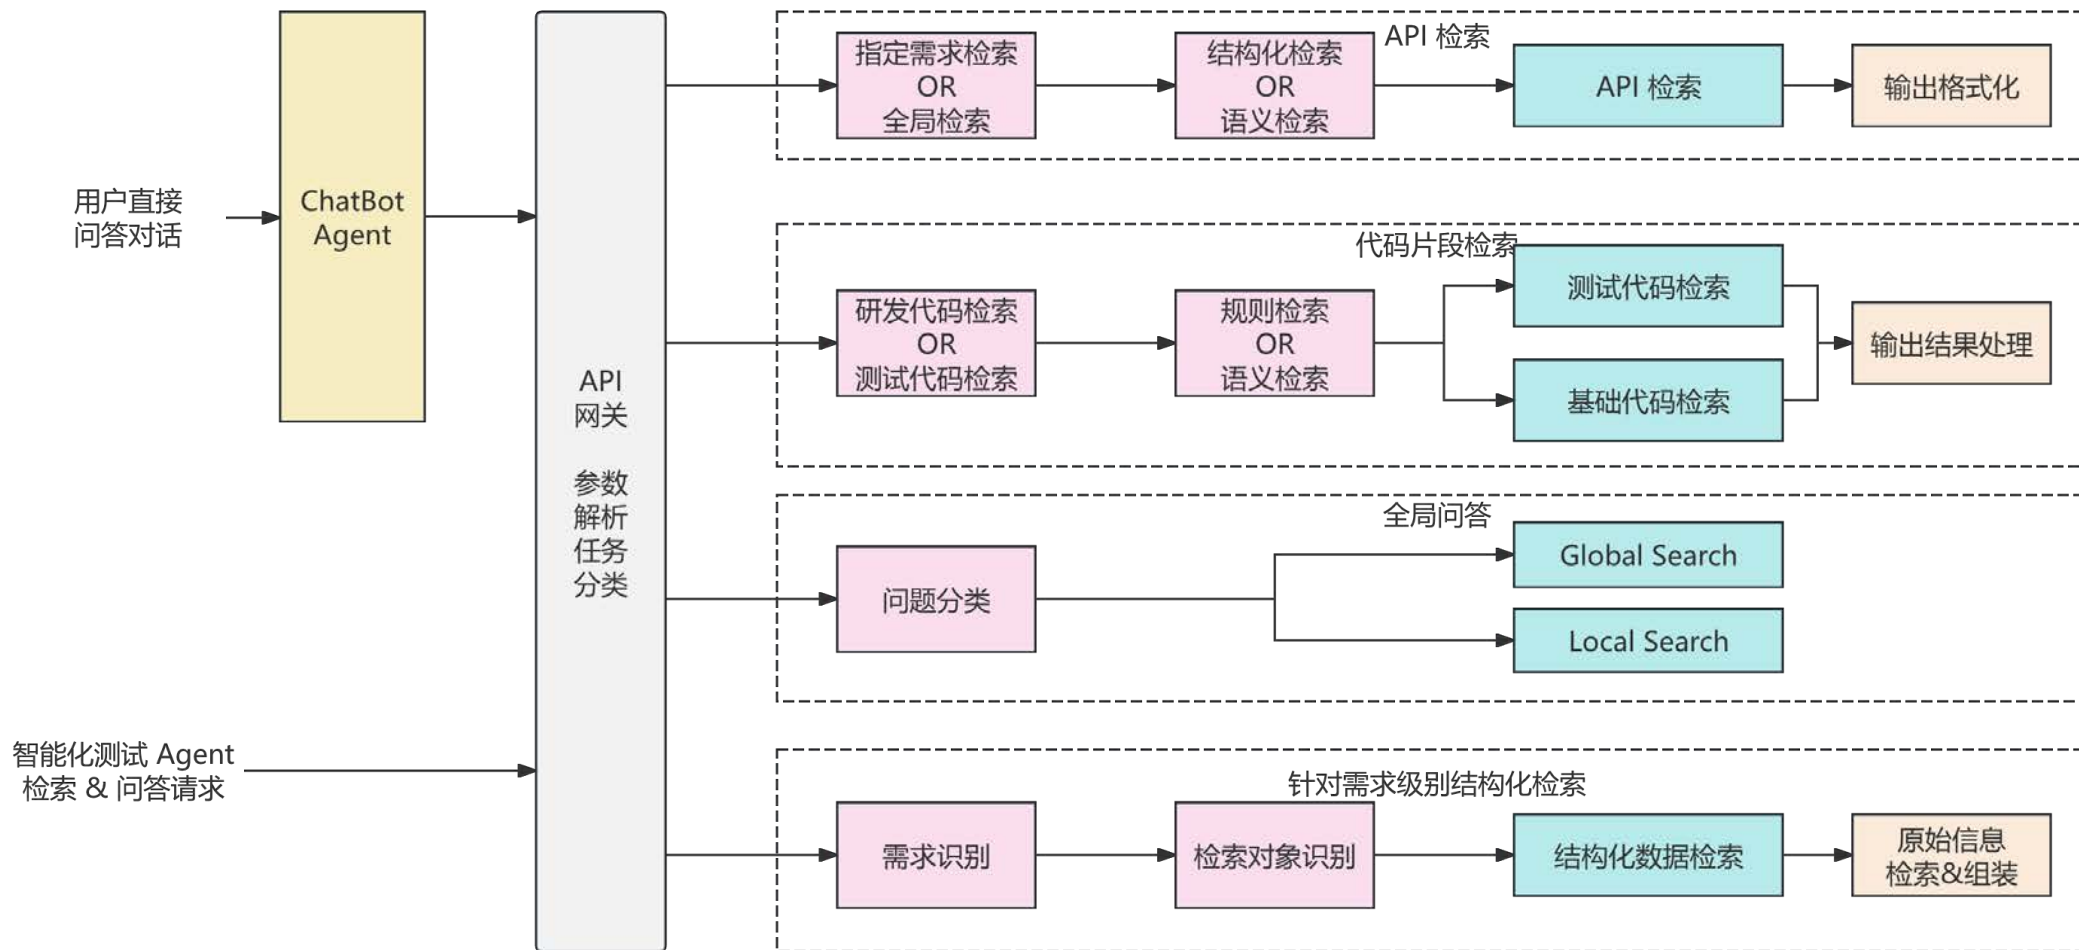 用户直接
问答对话
ChatBot
Agent
智能化测试 Agent
检索 & 问答请求
API
网关
参数
解析
任务
分类
API 检索
指定需求检索
OR
全局检索
结构化检索
OR
语义检索
API 检索
输出格式化
代码片段检索
研发代码检索
OR
测试代码检索
规则检索
OR
语义检索
测试代码检索
基础代码检索
输出结果处理
全局问答
问题分类
Global Search
Local Search
针对需求级别结构化检索
需求识别
检索对象识别
结构化数据检索
原始信息
检索&组装